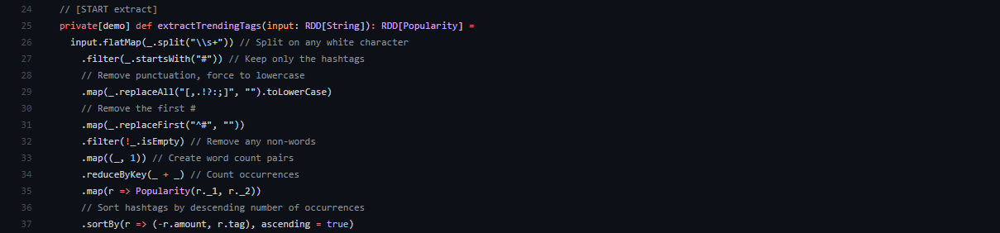 24 // [START extract]
25 private[demo] def extractTrendingTags(input: RDD[String]): RDD[Popularity] =
26 input.flatMap(_.split("\\s+")) // Split on any white character
27 .filter(_.startsWith("#")) // Keep only the hashtags
28 // Remove punctuation, force to lowercase
29 .map(_.replaceAll("[,.!?:;]", "").toLowerCase)
30 // Remove the first #
31 .map(_.replaceFirst("^#", ""))
32 .filter(!_.isEmpty) // Remove any non-words
33 .map((_, 1)) // Create word count pairs
34 .reduceByKey(_ + _) // Count occurrences
35 .map(r => Popularity(r._1, r._2))
36 // Sort hashtags by descending number of occurrences
37 .sortBy(r => (-r.amount, r.tag), ascending = true)